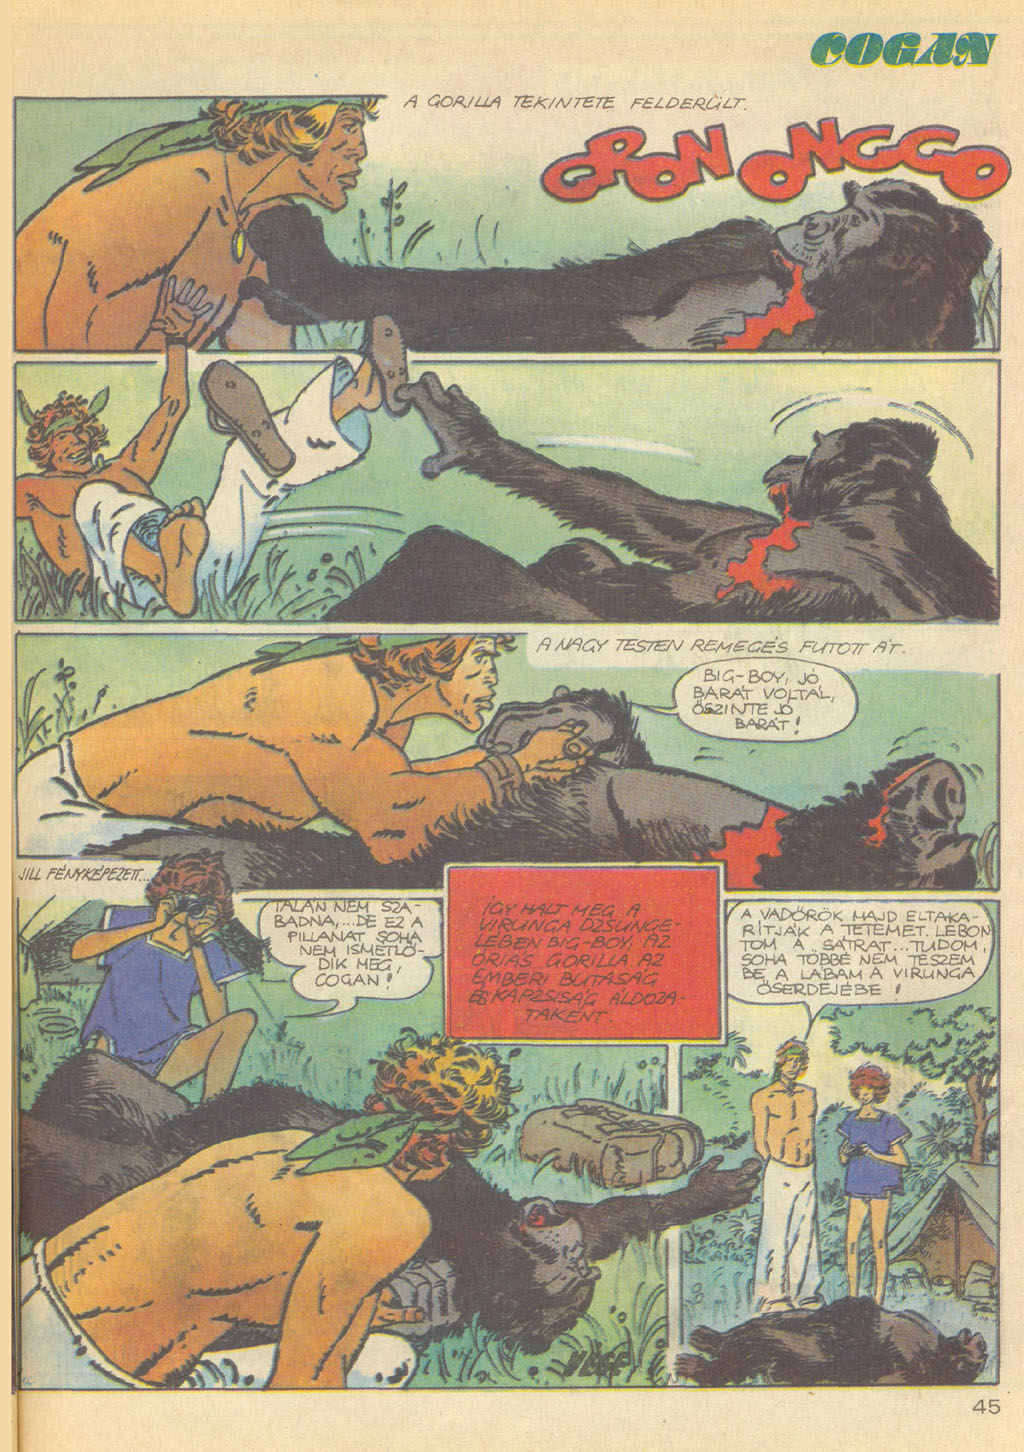 COGAN
A GORILLA TEKINTETE FELDERÜLT.
GRON ONGGO
A NAGY TESTEN REMEGÉS FUTOTT ÁT.
BIG-BOY, JÓ
BARÁT VOLTÁL,
ŐSZINTE JÓ
BARÁT!
JILL FÉNYKÉPEZETT...
TALÁN NEM SZA-
BADNA,...DE EZ A
PILLANAT SOHA
NEM ISMÉTLŐ-
DIK MEG,
COGAN!
ÍGY HALT MEG A
VIRUNGA DZSUNGE-
LÉBEN BIG-BOY, AZ
ÓRIÁS GORILLA AZ
EMBERI BUTASÁG
ÉS KAPZSISÁG ÁLDOZA-
TAKÉNT.
A VADŐRÖK MAJD ELTAKA-
RÍTJÁK A TETEMET. LEBON
TOM A SÁTRAT...TUDOM,
SOHA TÖBBÉ NEM TESZEM
BE A LÁBAM A VIRUNGA
ŐSERDEJÉBE!
VÉGE
45